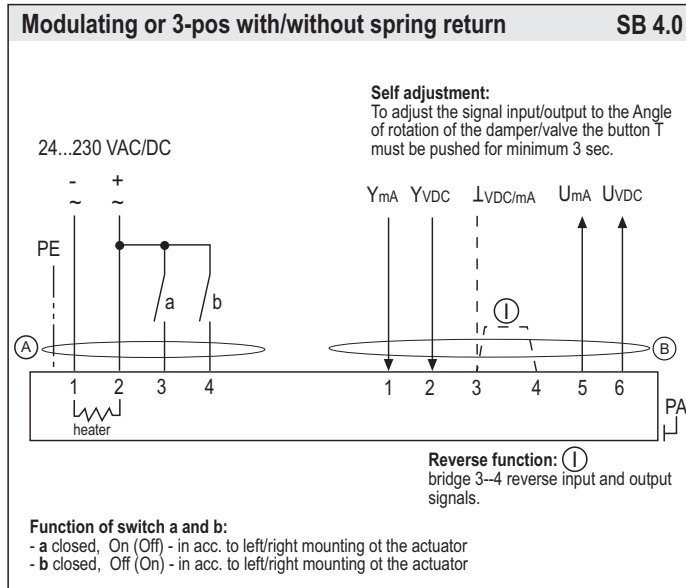 Modulating or 3-pos with/without spring return SB 4.0
Self adjustment:
To adjust the signal input/output to the Angle
of rotation of the damper/valve the button T
must be pushed for minimum 3 sec.
24...230 VAC/DC
- +
~ ~
YmA YVDC ⊥VDC/mA UmA UVDC
PE
a b
I
A B
1 2 3 4 1 2 3 4 5 6
PA
heater
Reverse function: I
bridge 3--4 reverse input and output
signals.
Function of switch a and b:
- a closed, On (Off) - in acc. to left/right mounting ot the actuator
- b closed, Off (On) - in acc. to left/right mounting ot the actuator